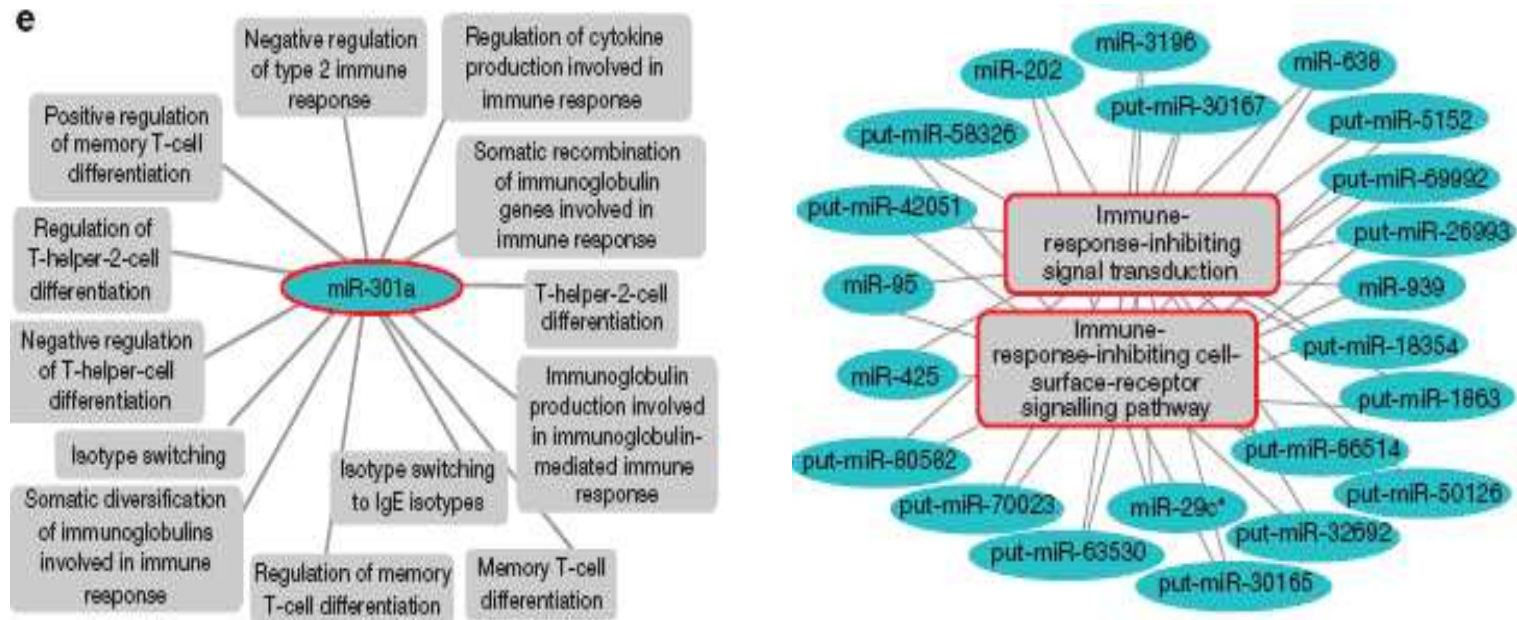 e
Negative regulation
of type 2 immune
response
Regulation of cytokine
production involved in
immune response
Positive regulation
of memory T-cell
differentiation
Somatic recombination
of immunoglobulin
genes involved in
immune response
Regulation of
T-helper-2-cell
differentiation
miR-301a
T-helper-2-cell
differentiation
Negative regulation
of T-helper-cell
differentiation
Immunoglobulin
production involved
in immunoglobulin-
mediated immune
response
Isotype switching
Isotype switching
to IgE isotypes
Somatic diversification
of immunoglobulins
involved in immune
response
Regulation of memory
T-cell differentiation
Memory T-cell
differentiation
miR-3196
miR-202
miR-638
put-miR-30167
put-miR-58326
put-miR-5152
put-miR-69992
put-miR-42051
Immune-
response-inhibiting
signal transduction
put-miR-26993
miR-95
miR-939
Immune-
response-inhibiting cell-
surface-receptor
signalling pathway
put-miR-18354
miR-425
put-miR-1863
put-miR-66514
put-miR-80582
put-miR-50126
put-miR-70023
miR-29c*
put-miR-32692
put-miR-63530
put-miR-30165